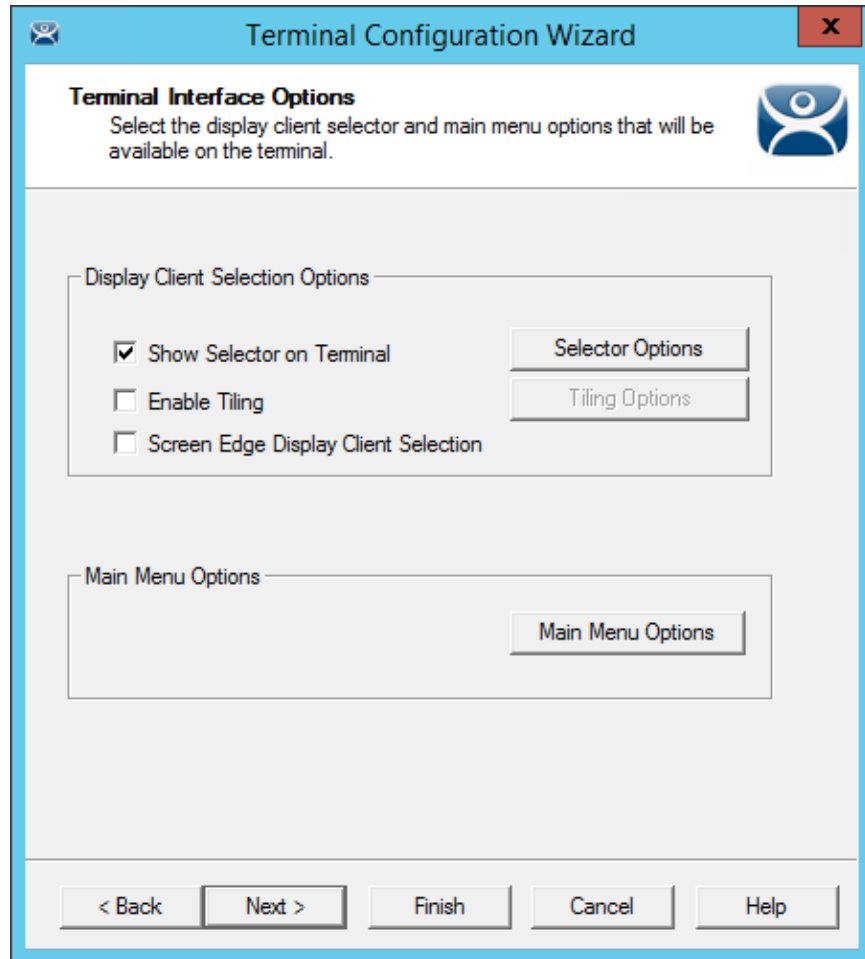 Terminal Configuration Wizard
x
Terminal Interface Options
Select the display client selector and main menu options that will be
available on the terminal.
Display Client Selection Options
Show Selector on Terminal
Selector Options
Enable Tiling
Tiling Options
Screen Edge Display Client Selection
Main Menu Options
Main Menu Options
< Back
Next >
Finish
Cancel
Help